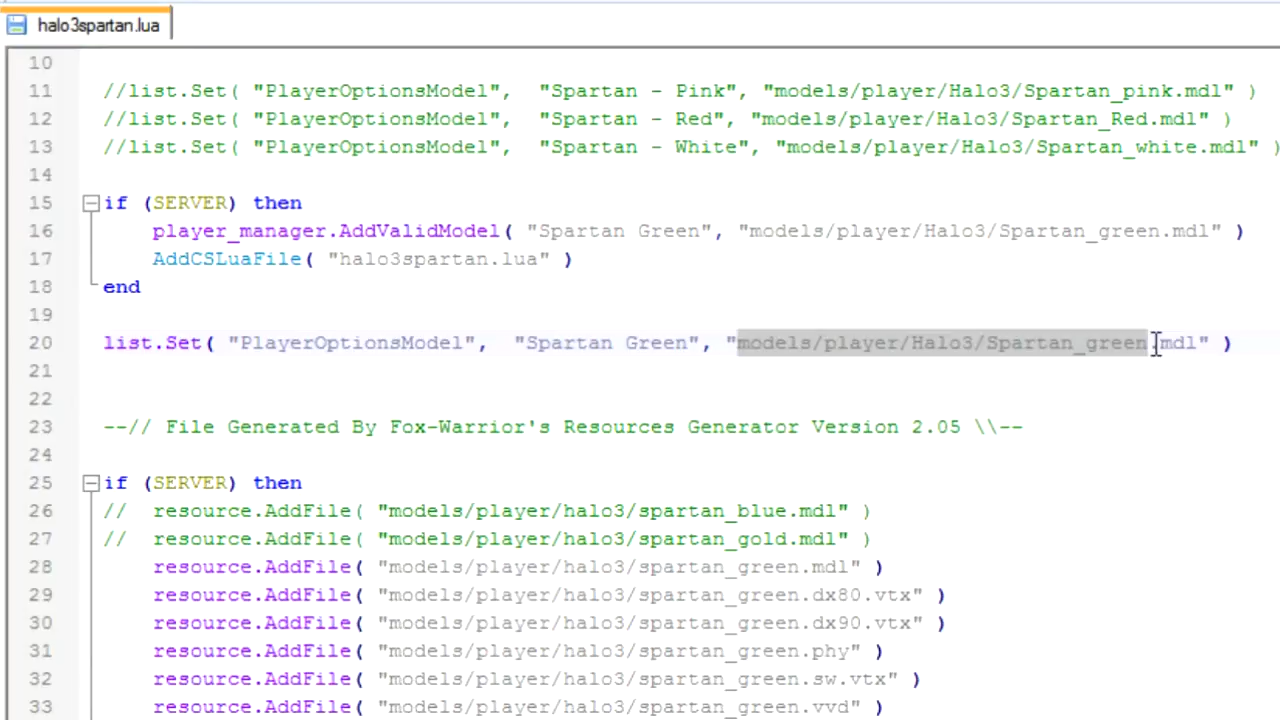 halo3spartan.lua
10
11 //list.Set( "PlayerOptionsModel", "Spartan - Pink", "models/player/Halo3/Spartan_pink.mdl" )
12 //list.Set( "PlayerOptionsModel", "Spartan - Red", "models/player/Halo3/Spartan_Red.mdl" )
13 //list.Set( "PlayerOptionsModel", "Spartan - White", "models/player/Halo3/Spartan_white.mdl" )
14
15 if (SERVER) then
16 player_manager.AddValidModel( "Spartan Green", "models/player/Halo3/Spartan_green.mdl" )
17 AddCSLuaFile( "halo3spartan.lua" )
18 end
19
20 list.Set( "PlayerOptionsModel", "Spartan Green", "models/player/Halo3/Spartan_green.mdl" )
21
22
23 --// File Generated By Fox-Warrior's Resources Generator Version 2.05 \\--
24
25 if (SERVER) then
26 // resource.AddFile( "models/player/halo3/spartan_blue.mdl" )
27 // resource.AddFile( "models/player/halo3/spartan_gold.mdl" )
28 resource.AddFile( "models/player/halo3/spartan_green.mdl" )
29 resource.AddFile( "models/player/halo3/spartan_green.dx80.vtx" )
30 resource.AddFile( "models/player/halo3/spartan_green.dx90.vtx" )
31 resource.AddFile( "models/player/halo3/spartan_green.phy" )
32 resource.AddFile( "models/player/halo3/spartan_green.sw.vtx" )
33 resource.AddFile( "models/player/halo3/spartan_green.vvd" )